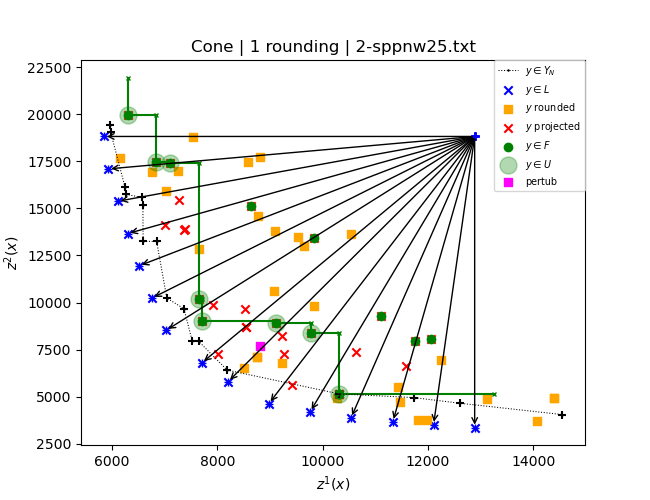 Cone | 1 rounding | 2-sppnw25.txt
22500
20000
17500
15000
12500
10000
7500
5000
2500
z²(x)
6000 8000 10000 12000 14000
z¹(x)
y ∈ Y_N
y ∈ L
y rounded
y projected
y ∈ F
y ∈ U
pertub